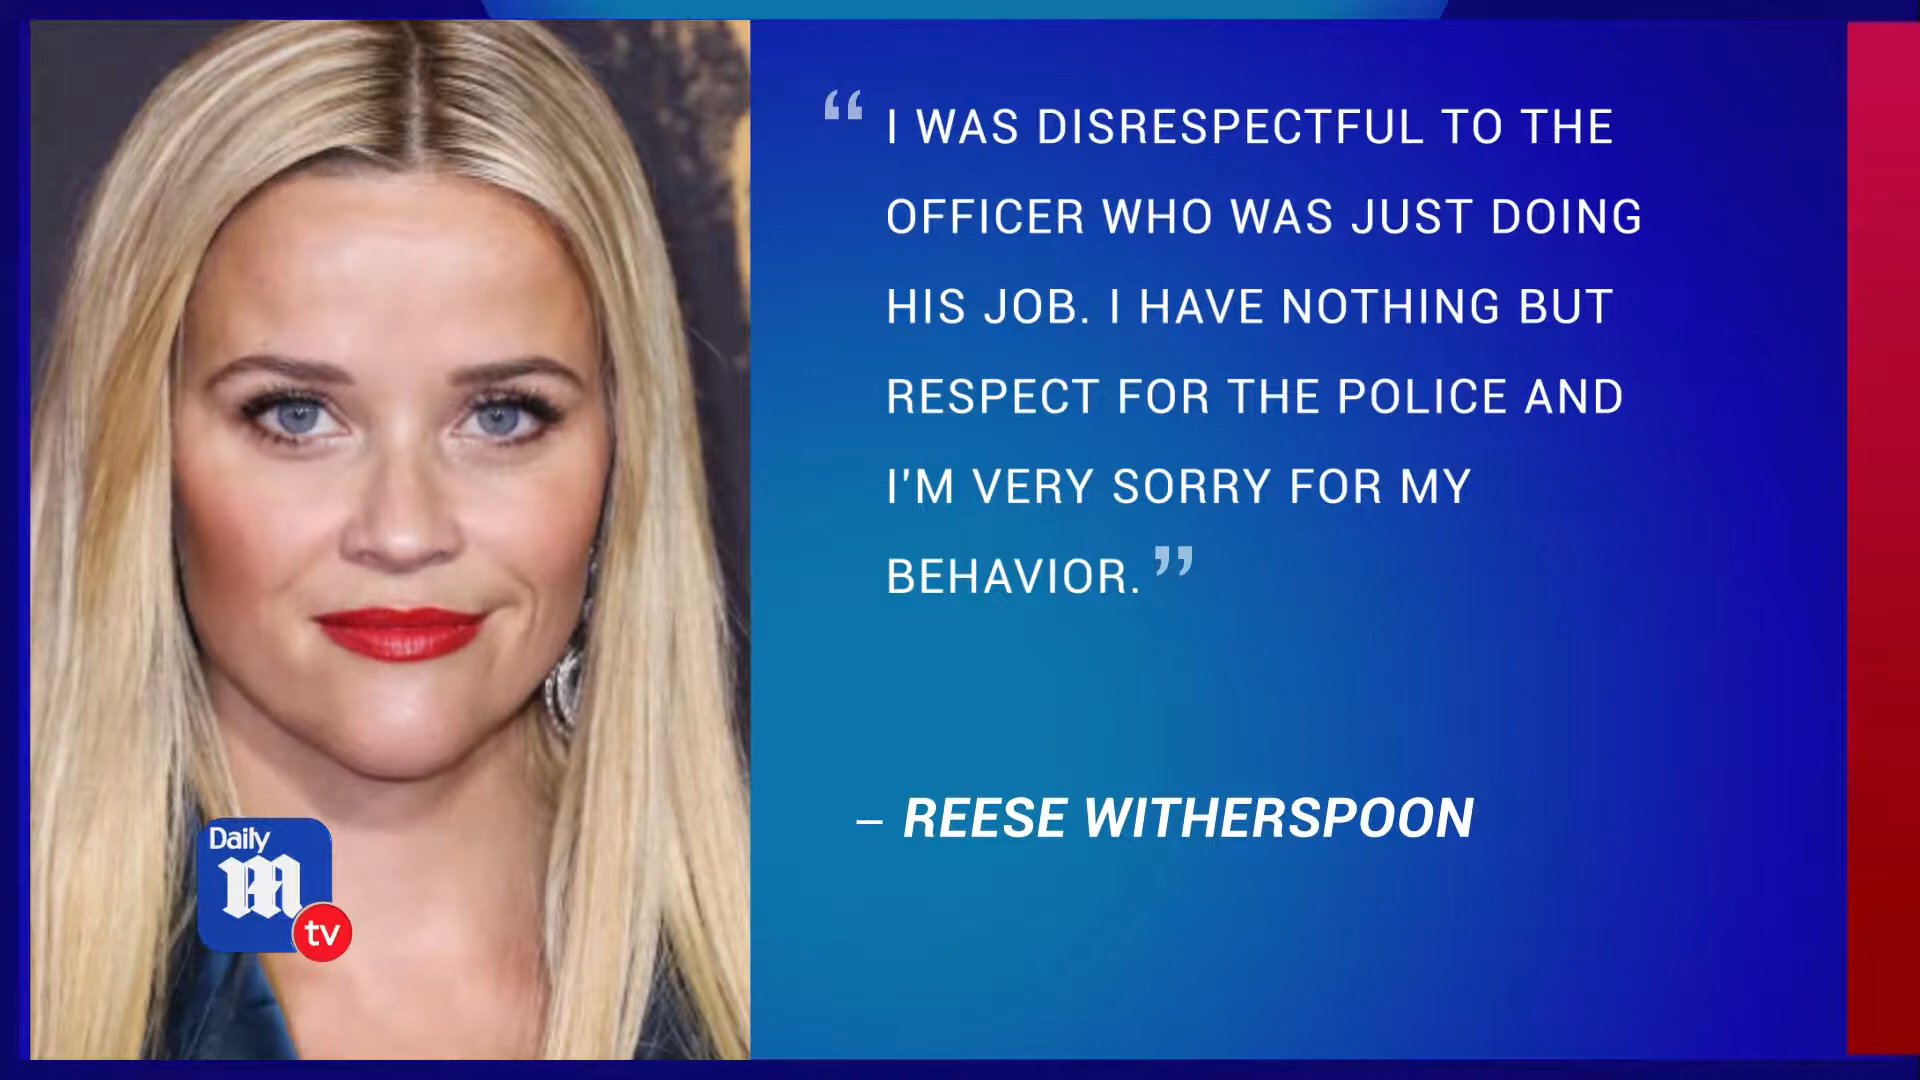 “ I WAS DISRESPECTFUL TO THE
OFFICER WHO WAS JUST DOING
HIS JOB. I HAVE NOTHING BUT
RESPECT FOR THE POLICE AND
I'M VERY SORRY FOR MY
BEHAVIOR. ”
– REESE WITHERSPOON
Daily
M
tv